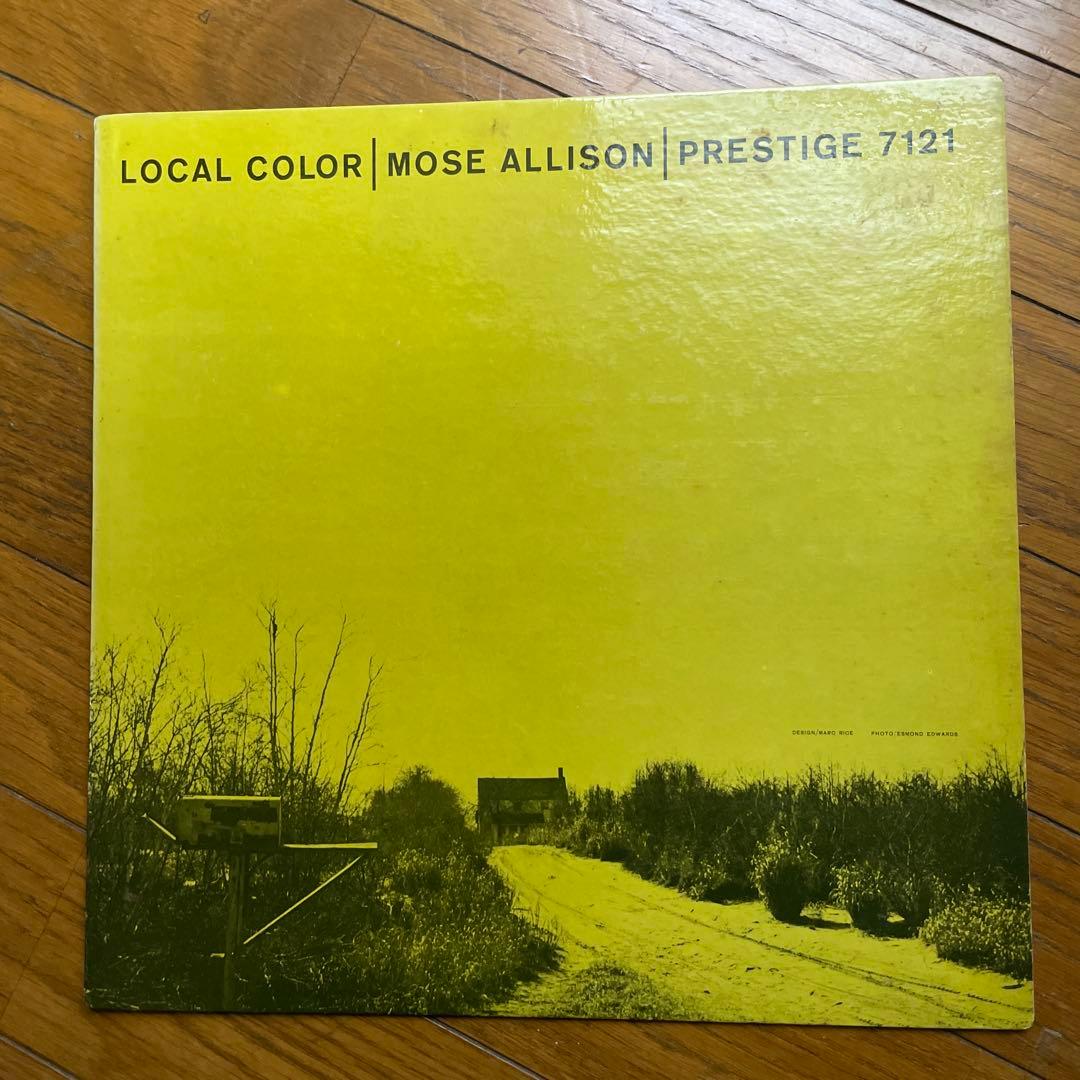 LOCAL COLOR | MOSE ALLISON | PRESTIGE 7121
DESIGN/MARC RICE PHOTO/ESMOND EDWARDS